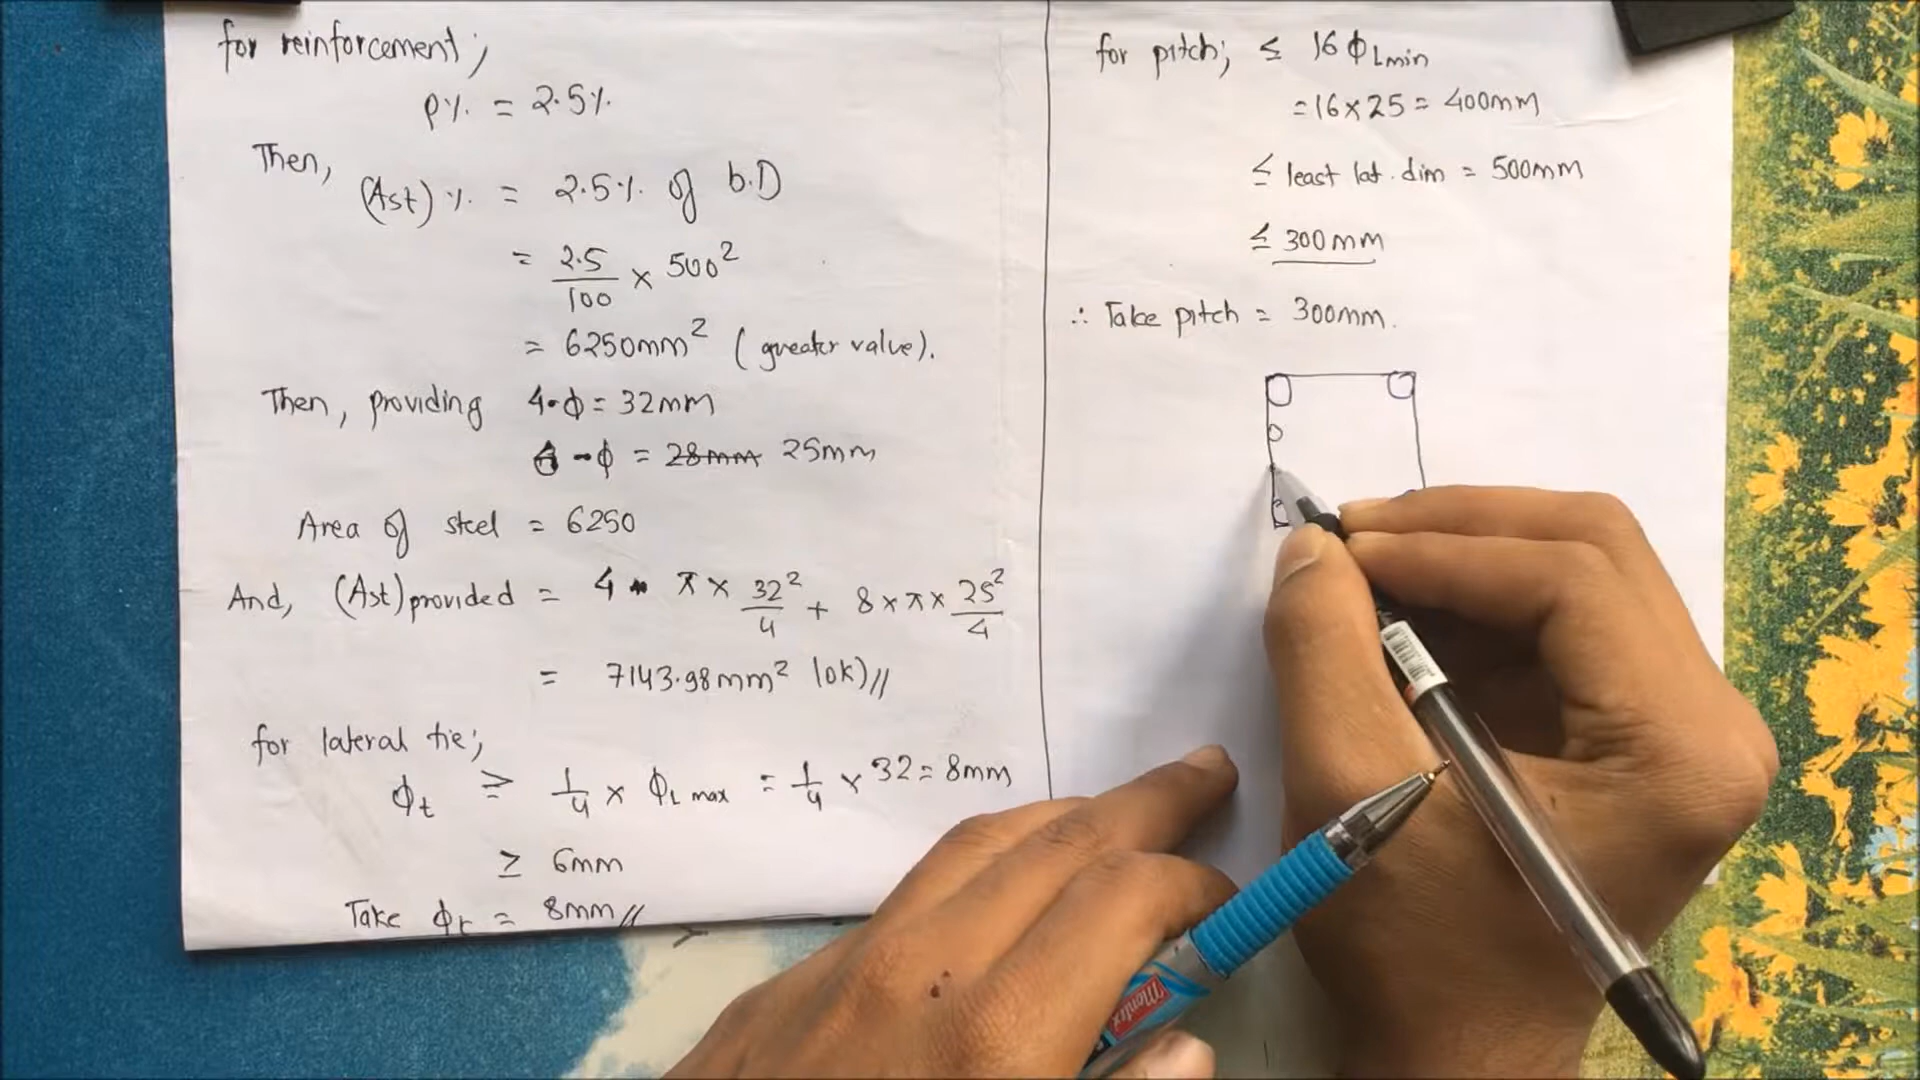 for reinforcement;
ρ%. = 2.5%.
Then,
(Ast)%. = 2.5%. of b.D
= 2.5/100 × 500²
= 6250mm² (greater value).
Then, providing 4-ϕ = 32mm
-ϕ = 28mm 25mm
Area of steel = 6250
And, (Ast)provided = 4 π × 32²/4 + 8×π× 25²/4
= 7143.98mm² (ok)//
for lateral tie;
ϕt ≥ 1/4 × ϕL max = 1/4 × 32 = 8mm
≥ 6mm
Take ϕt = 8mm//
for pitch; ≤ 16ϕLmin
= 16×25 = 400mm
≤ least lat. dim = 500mm
≤ 300mm
∴ Take pitch = 300mm.
Montex